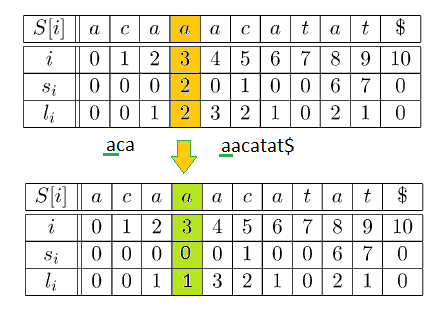 S[i] a c a a a c a t a t $
i 0 1 2 3 4 5 6 7 8 9 10
s_i 0 0 0 2 0 1 0 0 6 7 0
l_i 0 0 1 2 3 2 1 0 2 1 0
aca aacatat$
S[i] a c a a a c a t a t $
i 0 1 2 3 4 5 6 7 8 9 10
s_i 0 0 0 0 0 1 0 0 6 7 0
l_i 0 0 1 1 3 2 1 0 2 1 0